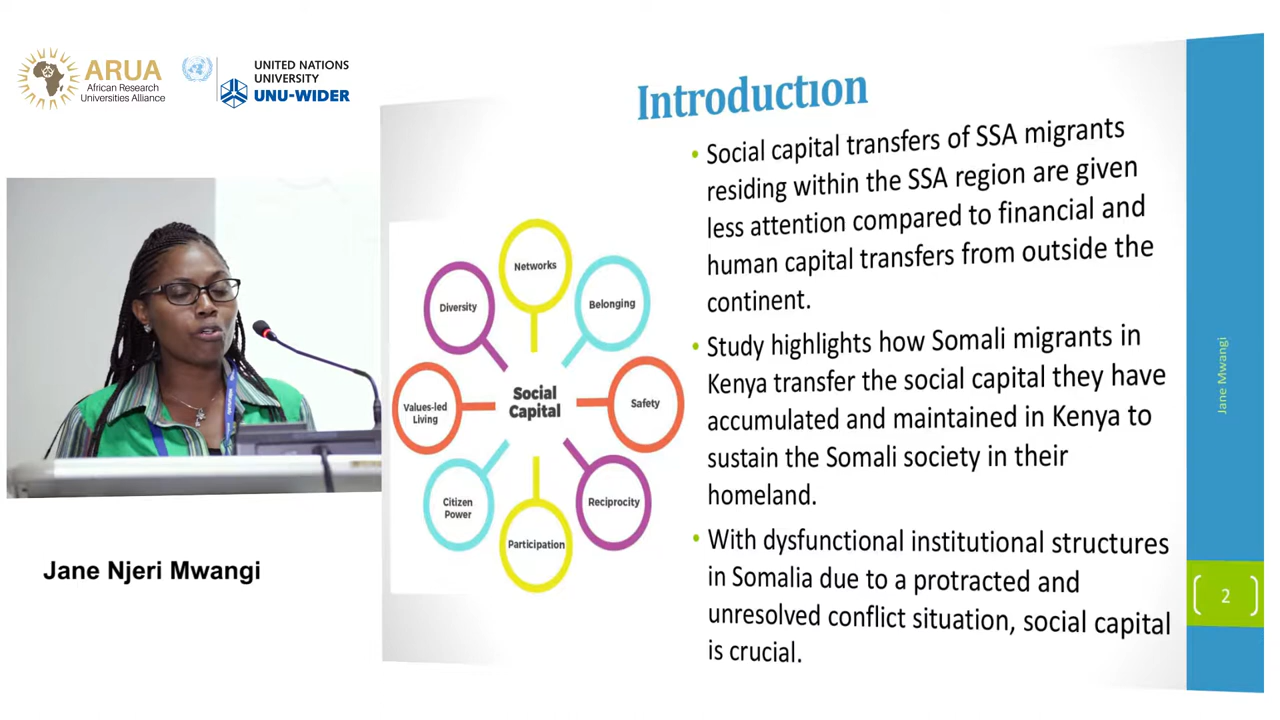 ARUA
African Research
Universities Alliance
UNITED NATIONS
UNIVERSITY
UNU-WIDER
Jane Njeri Mwangi
Introduction
Networks
Diversity
Belonging
Values-led
Living
Social
Capital
Safety
Citizen
Power
Reciprocity
Participation
• Social capital transfers of SSA migrants
residing within the SSA region are given
less attention compared to financial and
human capital transfers from outside the
continent.
• Study highlights how Somali migrants in
Kenya transfer the social capital they have
accumulated and maintained in Kenya to
sustain the Somali society in their
homeland.
• With dysfunctional institutional structures
in Somalia due to a protracted and
unresolved conflict situation, social capital
is crucial.
Jane Mwangi
2